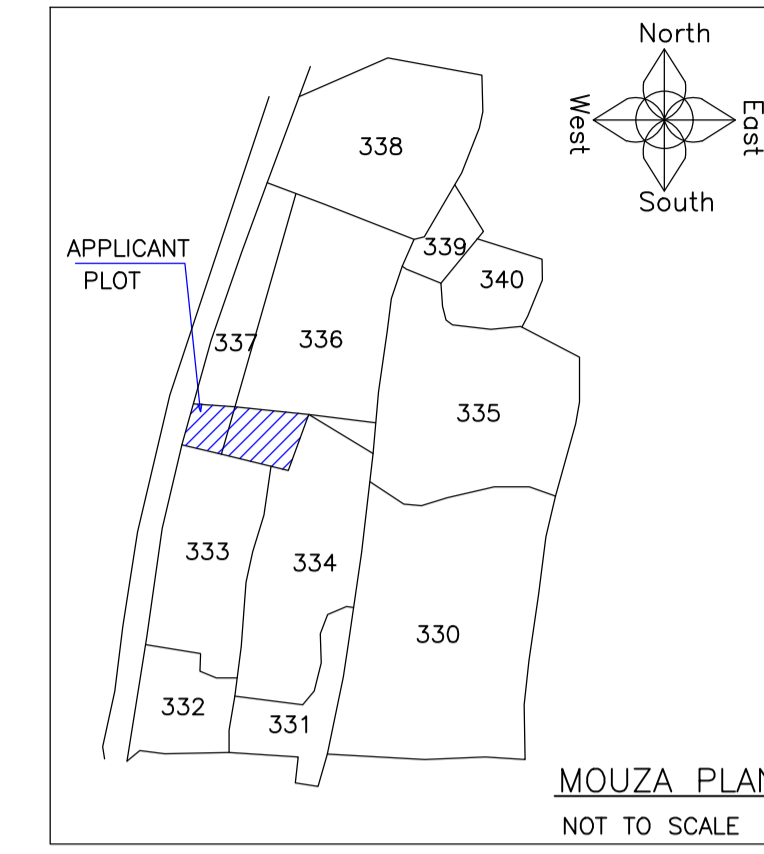 North
West
East
South
338
339
340
APPLICANT
PLOT
337
336
335
333
334
330
332
331
MOUZA PLAN
NOT TO SCALE